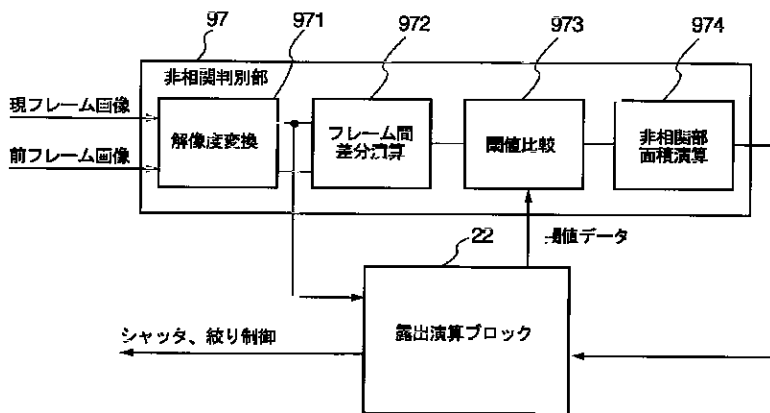 97
971
972
973
974
非相関判別部
現フレーム画像
前フレーム画像
解像度変換
フレーム間
差分演算
閾値比較
非相関部
面積演算
22
閾値データ
露出演算ブロック
シャッタ、絞り制御